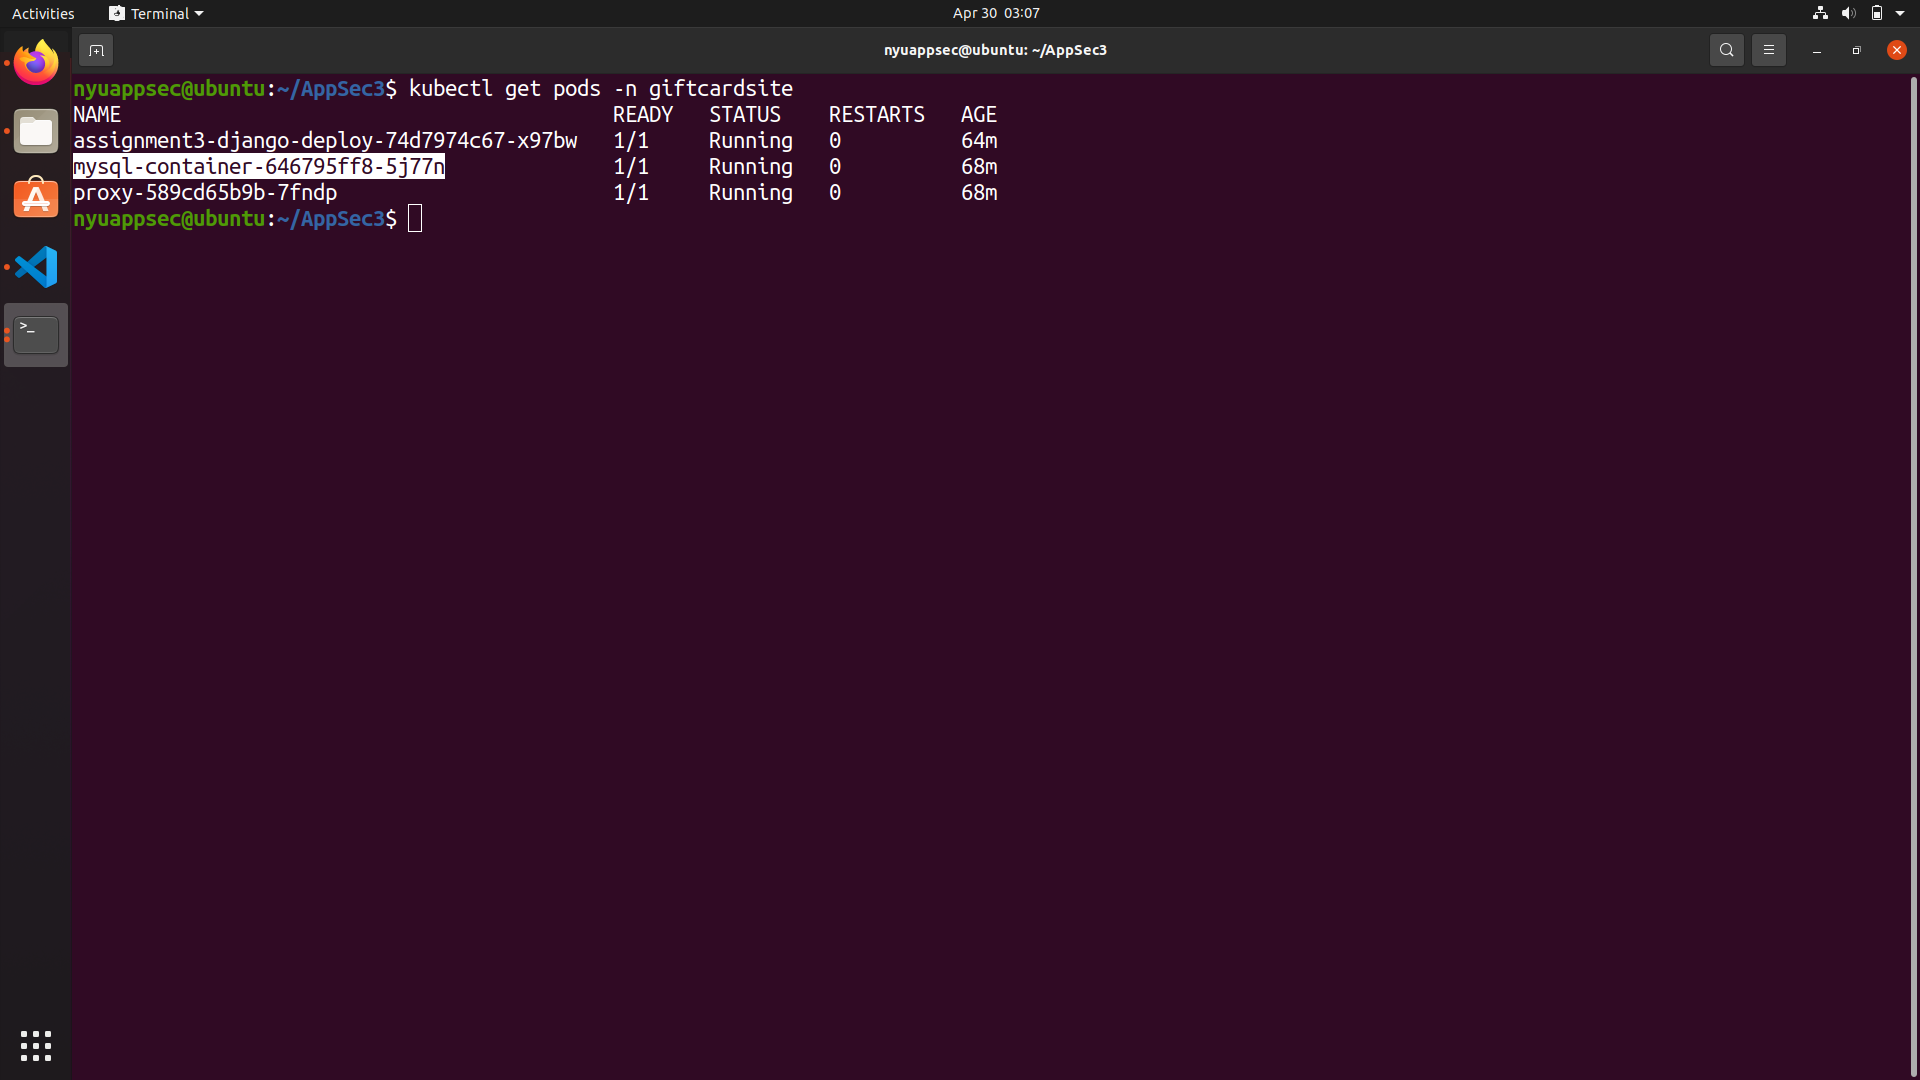 Activities Terminal Apr 30 03:07
nyuappsec@ubuntu: ~/AppSec3
nyuappsec@ubuntu:~/AppSec3$ kubectl get pods -n giftcardsite
NAME READY STATUS RESTARTS AGE
assignment3-django-deploy-74d7974c67-x97bw 1/1 Running 0 64m
mysql-container-646795ff8-5j77n 1/1 Running 0 68m
proxy-589cd65b9b-7fndp 1/1 Running 0 68m
nyuappsec@ubuntu:~/AppSec3$